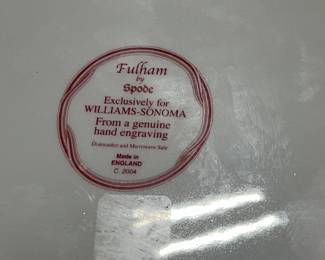 Fulham
by
Spode
Exclusively for
WILLIAMS-SONOMA
From a genuine
hand engraving
Dishwasher and Microwave Safe
Made in
ENGLAND
C. 2004